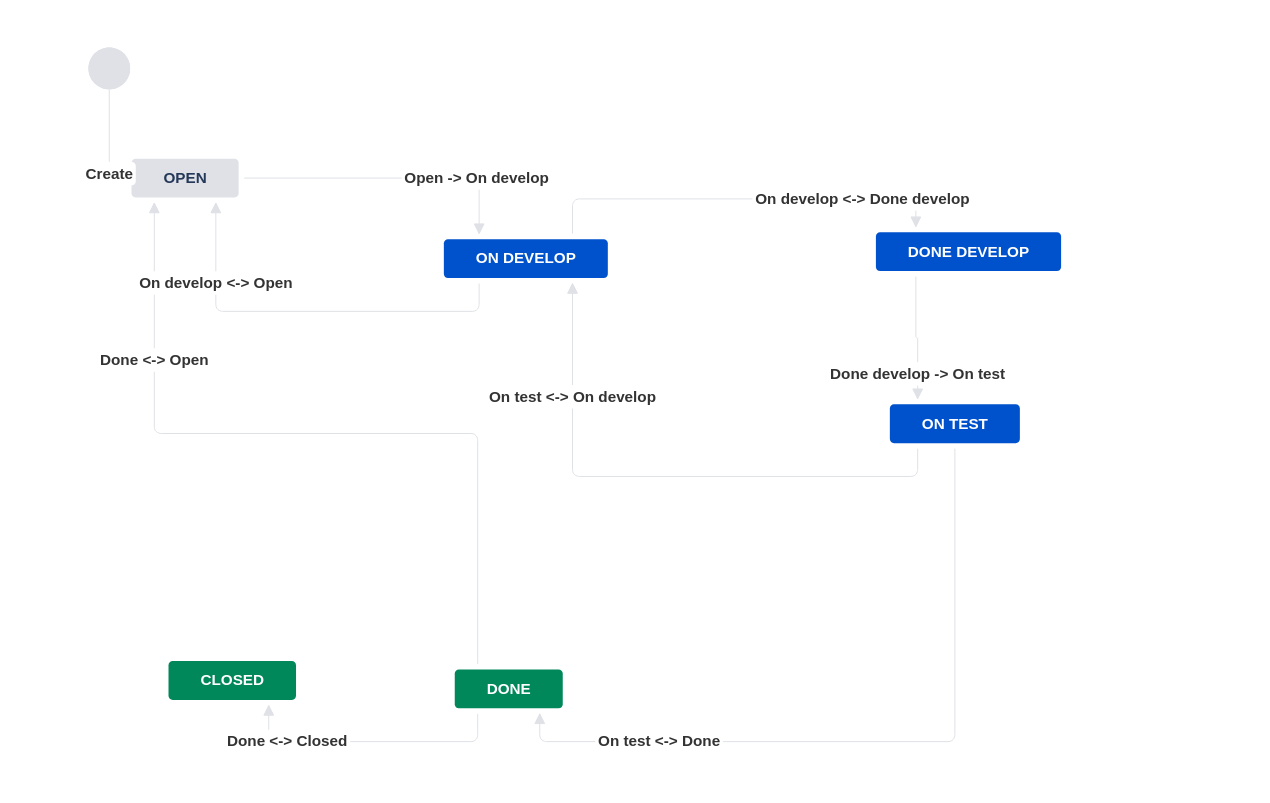 Create
OPEN
Open -> On develop
On develop <-> Done develop
ON DEVELOP
DONE DEVELOP
On develop <-> Open
Done <-> Open
Done develop -> On test
On test <-> On develop
ON TEST
CLOSED
DONE
Done <-> Closed
On test <-> Done